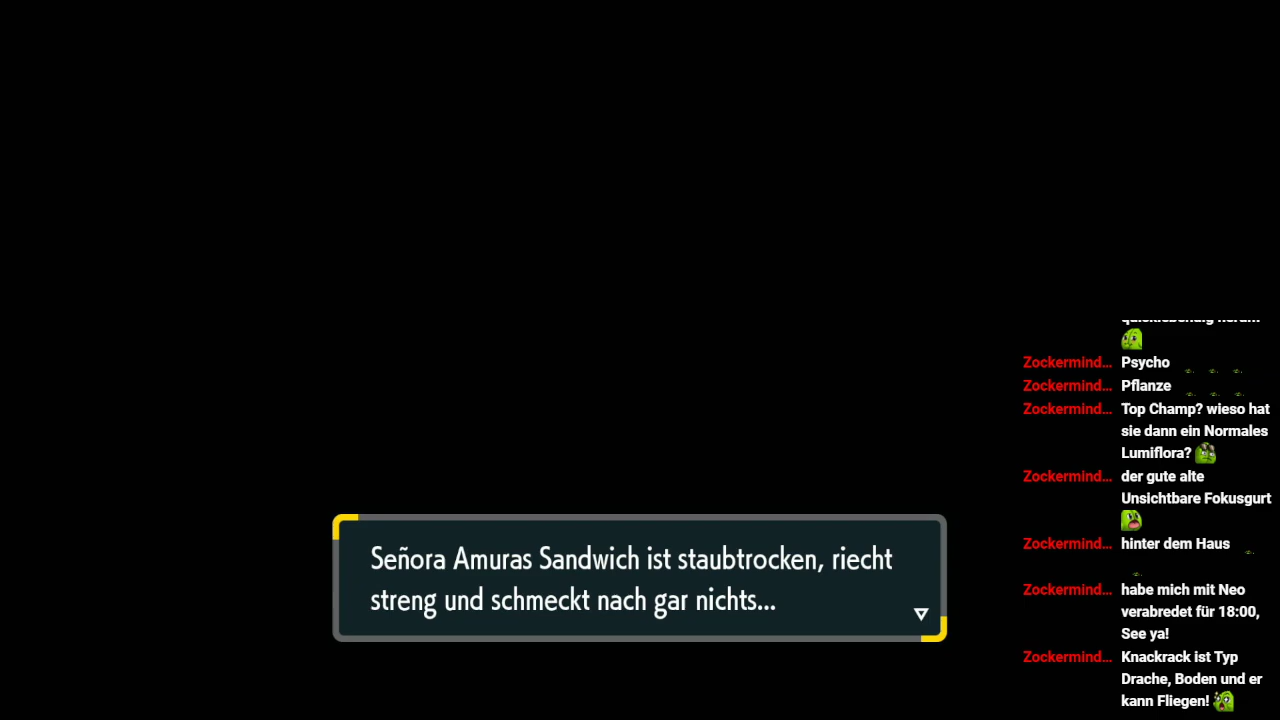 Zockermind... Psycho
Zockermind... Pflanze
Zockermind... Top Champ? wieso hat
sie dann ein Normales
Lumiflora?
Zockermind... der gute alte
Unsichtbare Fokusgurt
Zockermind... hinter dem Haus
Zockermind... habe mich mit Neo
verabredet für 18:00,
See ya!
Zockermind... Knackrack ist Typ
Drache, Boden und er
kann Fliegen!
Señora Amuras Sandwich ist staubtrocken, riecht
streng und schmeckt nach gar nichts...